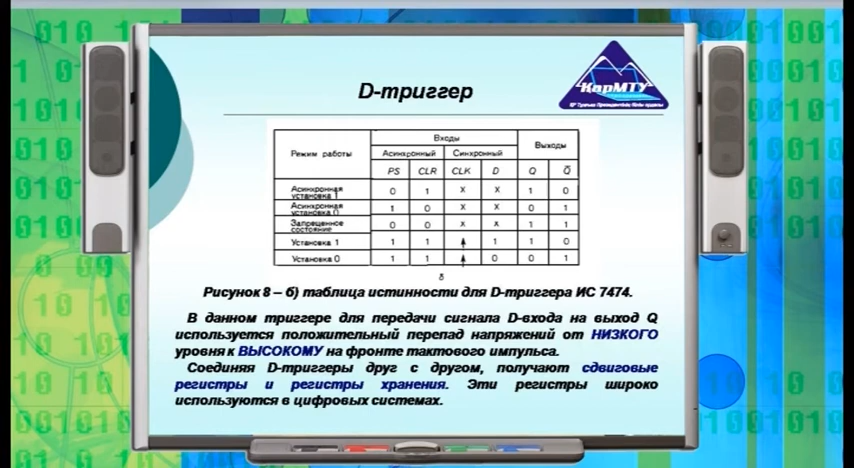 D-триггер
ҚарМТУ
Режим работы
Входы
Выходы
Асинхронный
Синхронный
PS CLR CLK D Q Q̅
Асинхронная установка 1 0 1 x x 1 0
Асинхронная установка 0 1 0 x x 0 1
Запрещенное состояние 0 0 x x 1 1
Установка 1 1 1 ↑ 1 1 0
Установка 0 1 1 ↑ 0 0 1
б
Рисунок 8 – б) таблица истинности для D-триггера ИС 7474.
В данном триггере для передачи сигнала D-входа на выход Q
используется положительный перепад напряжений от НИЗКОГО
уровня к ВЫСОКОМУ на фронте тактового импульса.
Соединяя D-триггеры друг с другом, получают сдвиговые
регистры и регистры хранения. Эти регистры широко
используются в цифровых системах.